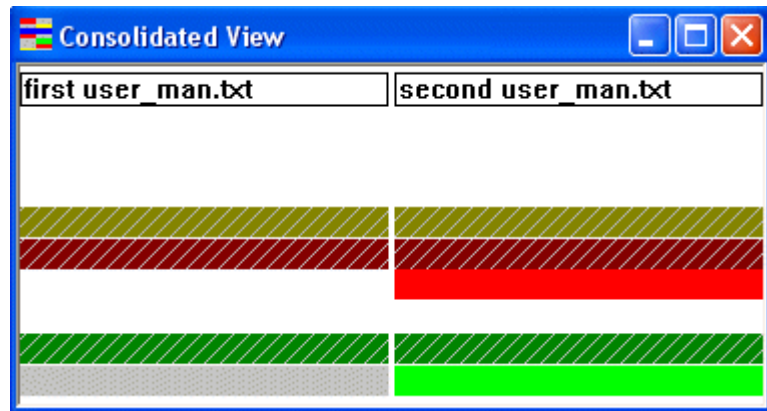 Consolidated View
first user_man.txt
second user_man.txt